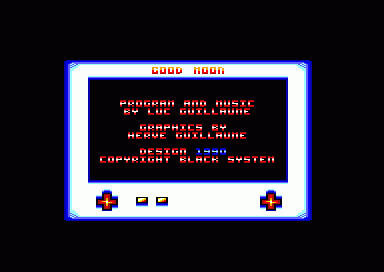 GOOD MOON
PROGRAM AND MUSIC
BY LUC GUILLAUME
GRAPHICS BY
HERVE GUILLAUME
DESIGN 1990
COPYRIGHT BLACK SYSTEM